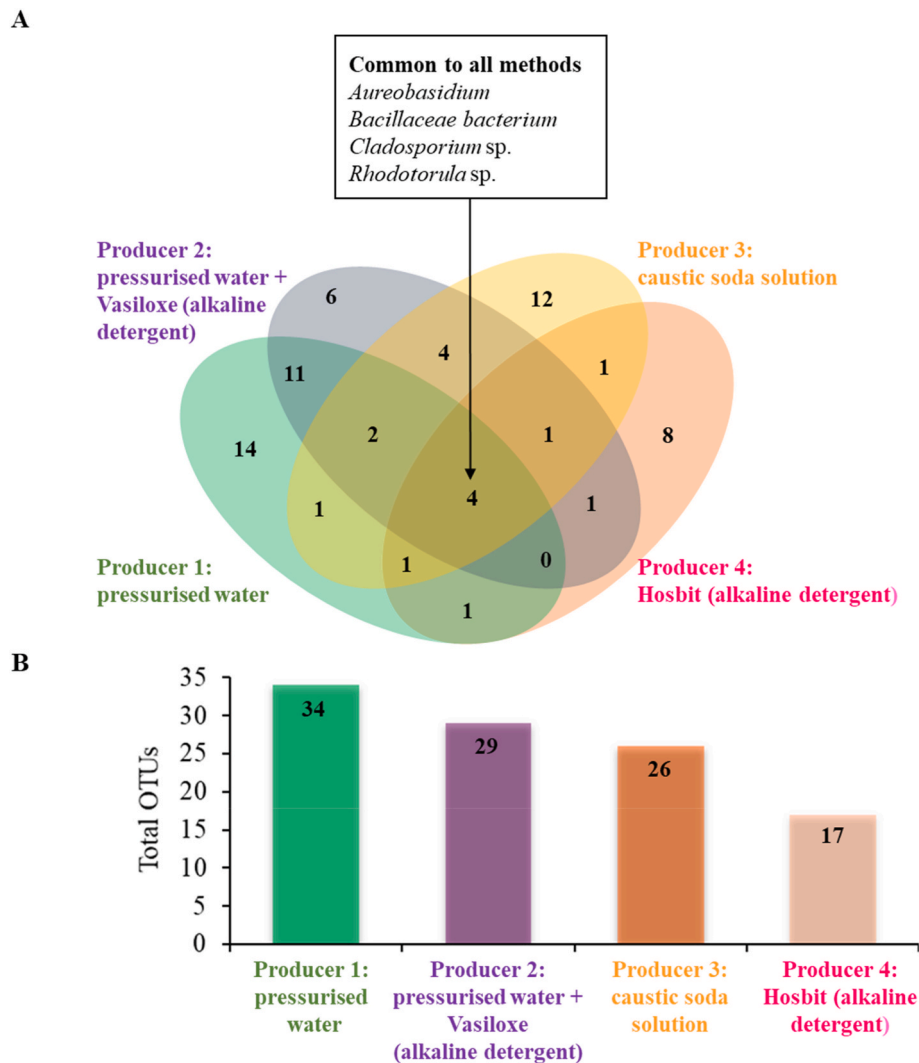 A
Common to all methods
Aureobasidium
Bacillaceae bacterium
Cladosporium sp.
Rhodotorula sp.
Producer 2:
pressurised water +
Vasiloxe (alkaline
detergent)
Producer 3:
caustic soda solution
6
12
11
4
1
14
2
1
8
1
4
1
1
0
1
Producer 1:
pressurised water
Producer 4:
Hosbit (alkaline detergent)
B
Total OTUs
35
30
25
20
15
10
5
0
34
29
26
17
Producer 1:
pressurised
water
Producer 2:
pressurised water +
Vasiloxe
(alkaline detergent)
Producer 3:
caustic soda
solution
Producer 4:
Hosbit (alkaline
detergent)